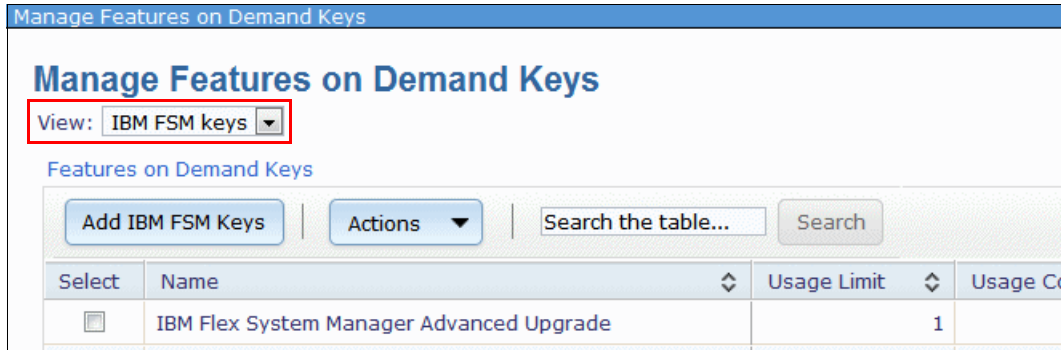 Manage Features on Demand Keys
Manage Features on Demand Keys
View: IBM FSM keys
Features on Demand Keys
Add IBM FSM Keys Actions Search the table... Search
Select Name Usage Limit Usage Co
IBM Flex System Manager Advanced Upgrade 1